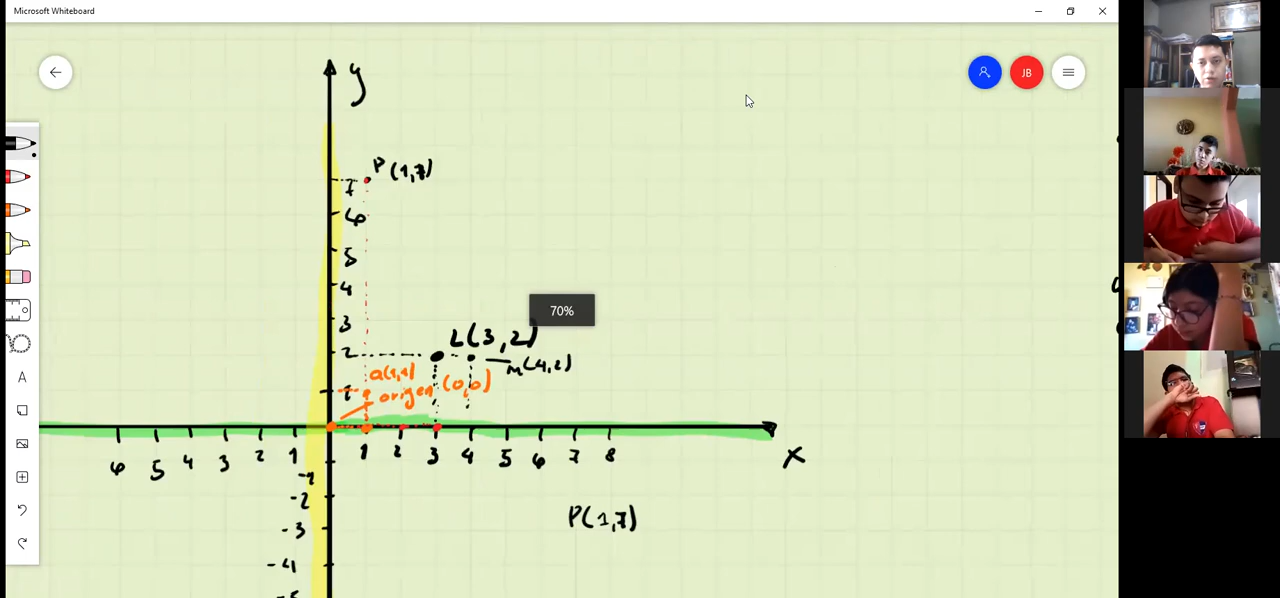 Microsoft Whiteboard
JB
y
P(1,7)
7
6
5
4
70%
3
L(3,2)
2
M(4,2)
a(1,1)
1
origen (0,0)
6 5 4 3 2 1 1 2 3 4 5 6 7 8
x
-1
-2
-3
P(1,7)
-4
-5
A